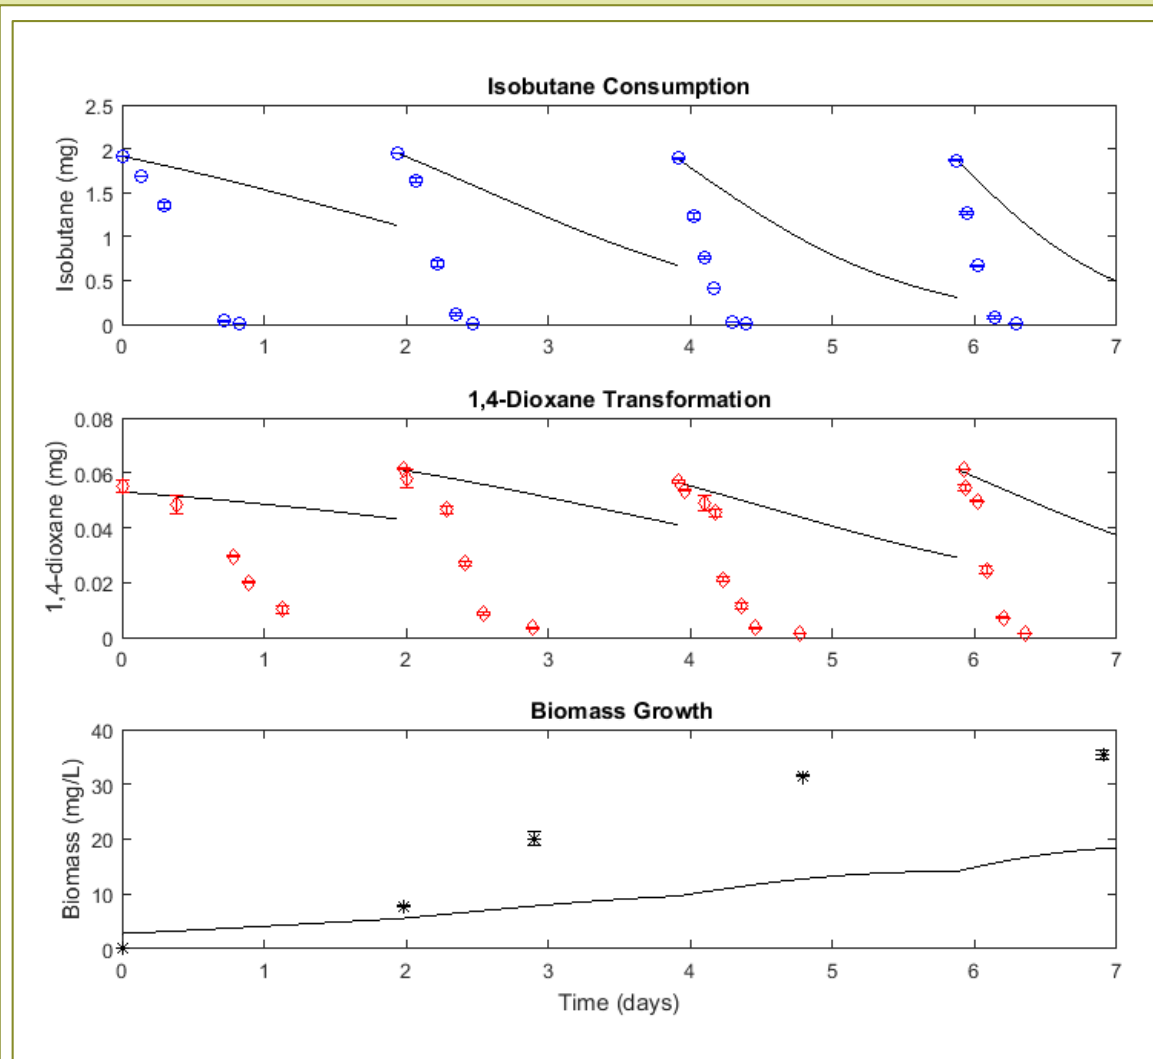 Isobutane Consumption
Isobutane (mg)
2.5
2
1.5
1
0.5
0
0 1 2 3 4 5 6 7
1,4-Dioxane Transformation
1,4-dioxane (mg)
0.08
0.06
0.04
0.02
0
0 1 2 3 4 5 6 7
Biomass Growth
Biomass (mg/L)
40
30
20
10
0
0 1 2 3 4 5 6 7
Time (days)